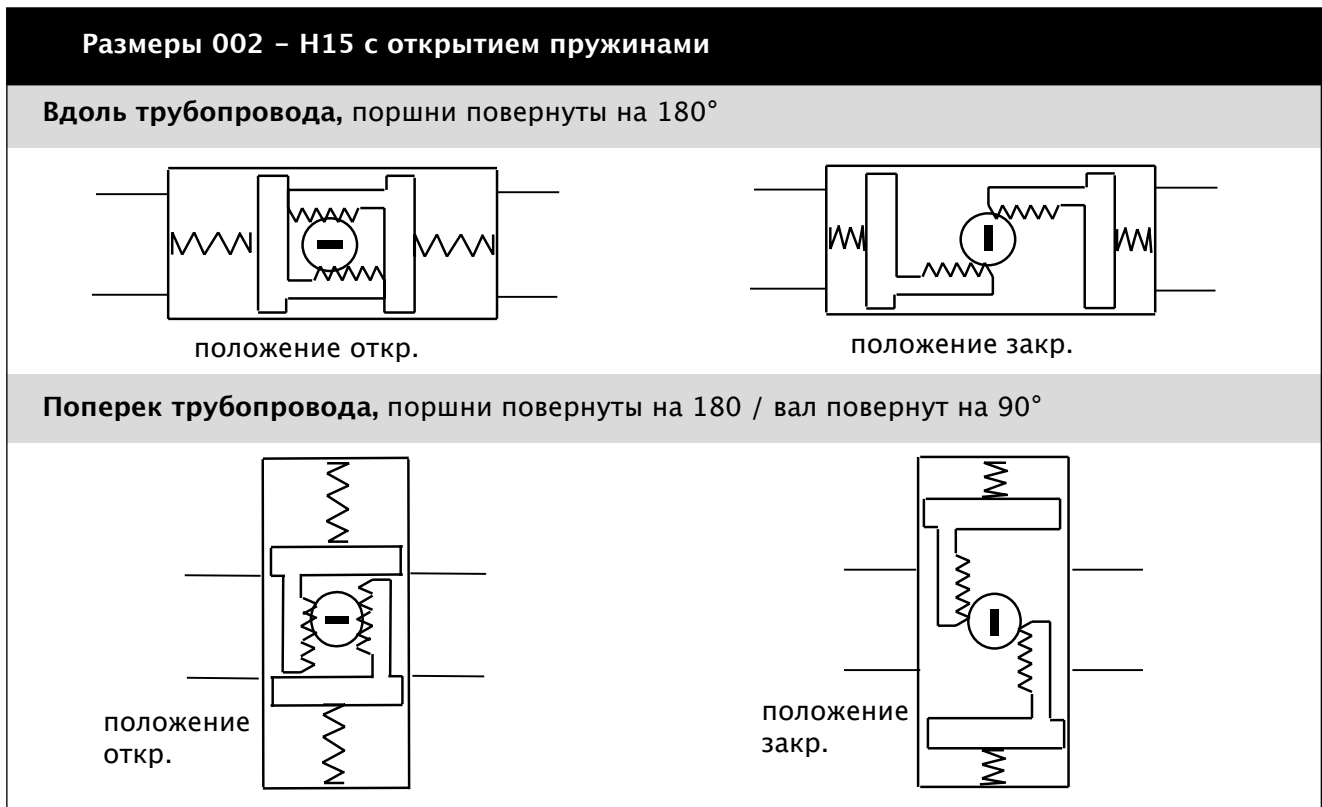 Размеры 002 – H15 с открытием пружинами
Вдоль трубопровода, поршни повернуты на 180°
положение откр.
положение закр.
Поперек трубопровода, поршни повернуты на 180 / вал повернут на 90°
положение
откр.
положение
закр.